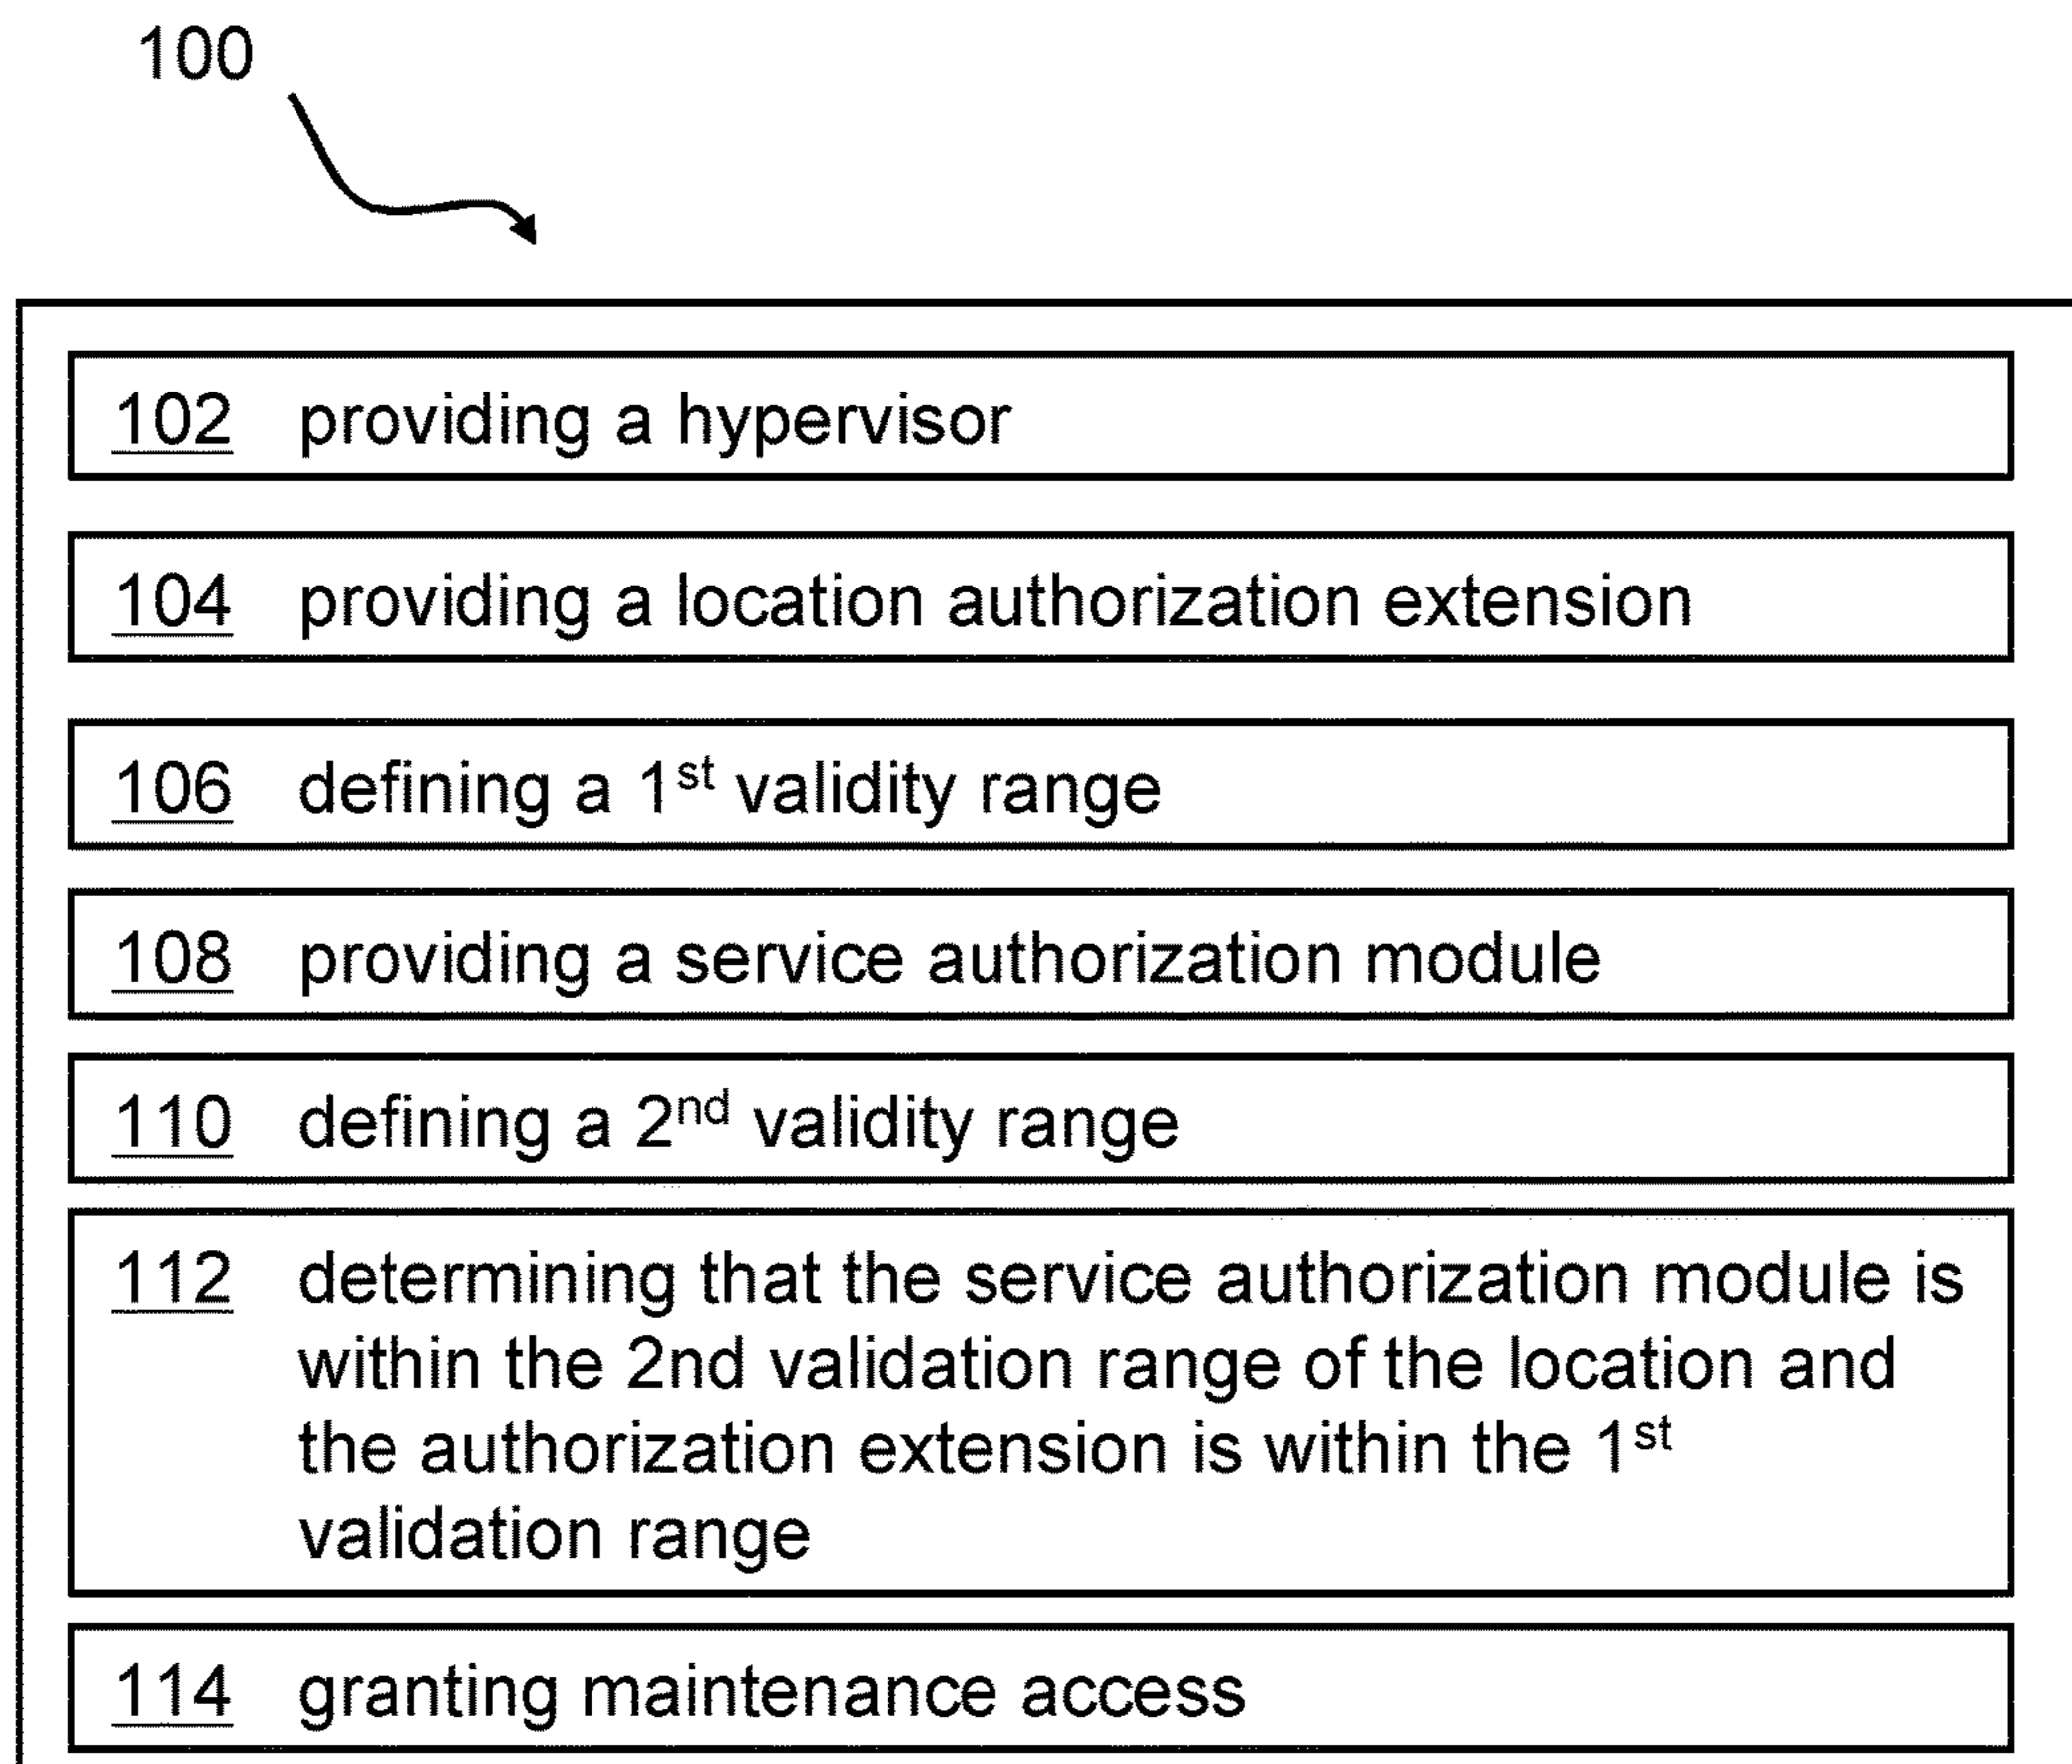 100
102 providing a hypervisor
104 providing a location authorization extension
106 defining a 1st validity range
108 providing a service authorization module
110 defining a 2nd validity range
112 determining that the service authorization module is
within the 2nd validation range of the location and
the authorization extension is within the 1st
validation range
114 granting maintenance access